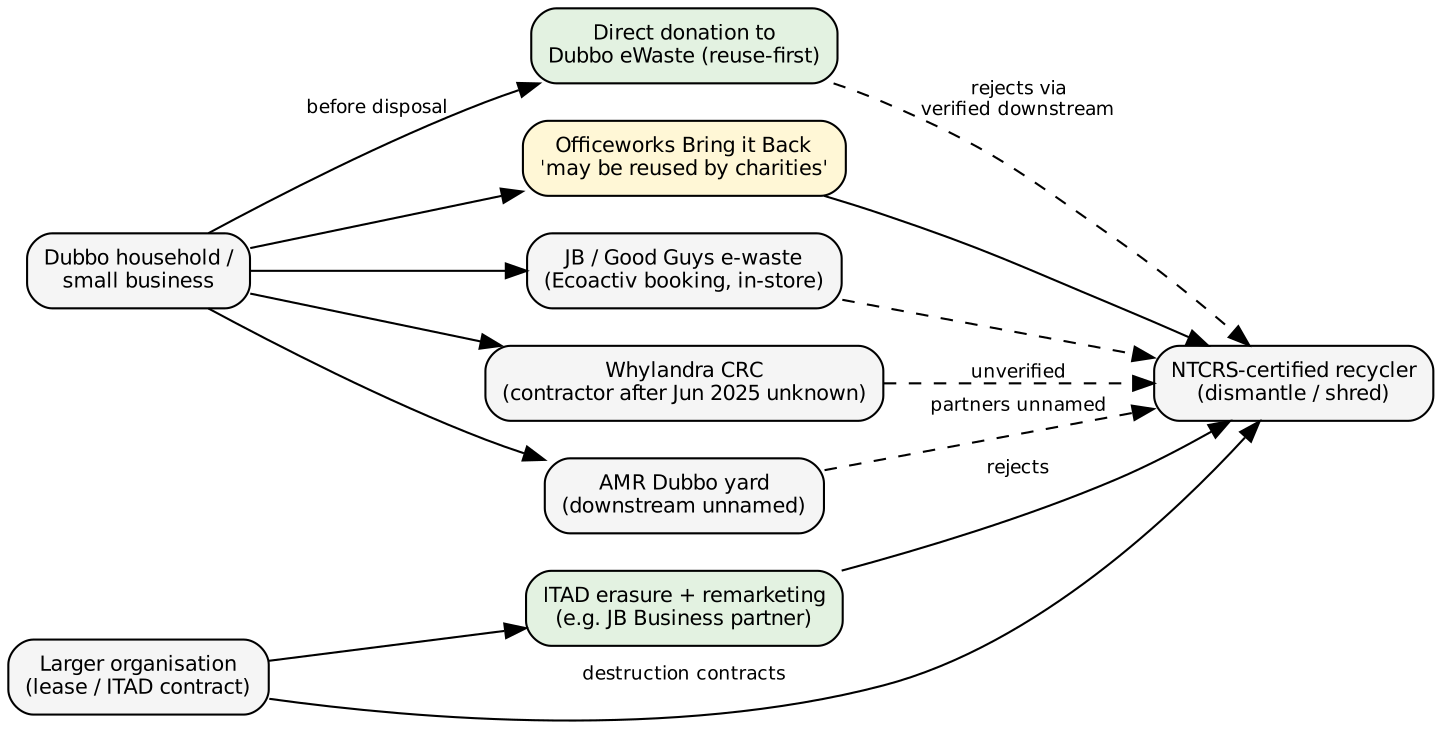 Direct donation to
Dubbo eWaste (reuse-first)
rejects via
verified downstream
before disposal
Officeworks Bring it Back
'may be reused by charities'
Dubbo household /
small business
JB / Good Guys e-waste
(Ecoactiv booking, in-store)
Whylandra CRC
(contractor after Jun 2025 unknown)
unverified
NTCRS-certified recycler
(dismantle / shred)
partners unnamed
AMR Dubbo yard
(downstream unnamed)
rejects
ITAD erasure + remarketing
(e.g. JB Business partner)
Larger organisation
(lease / ITAD contract)
destruction contracts